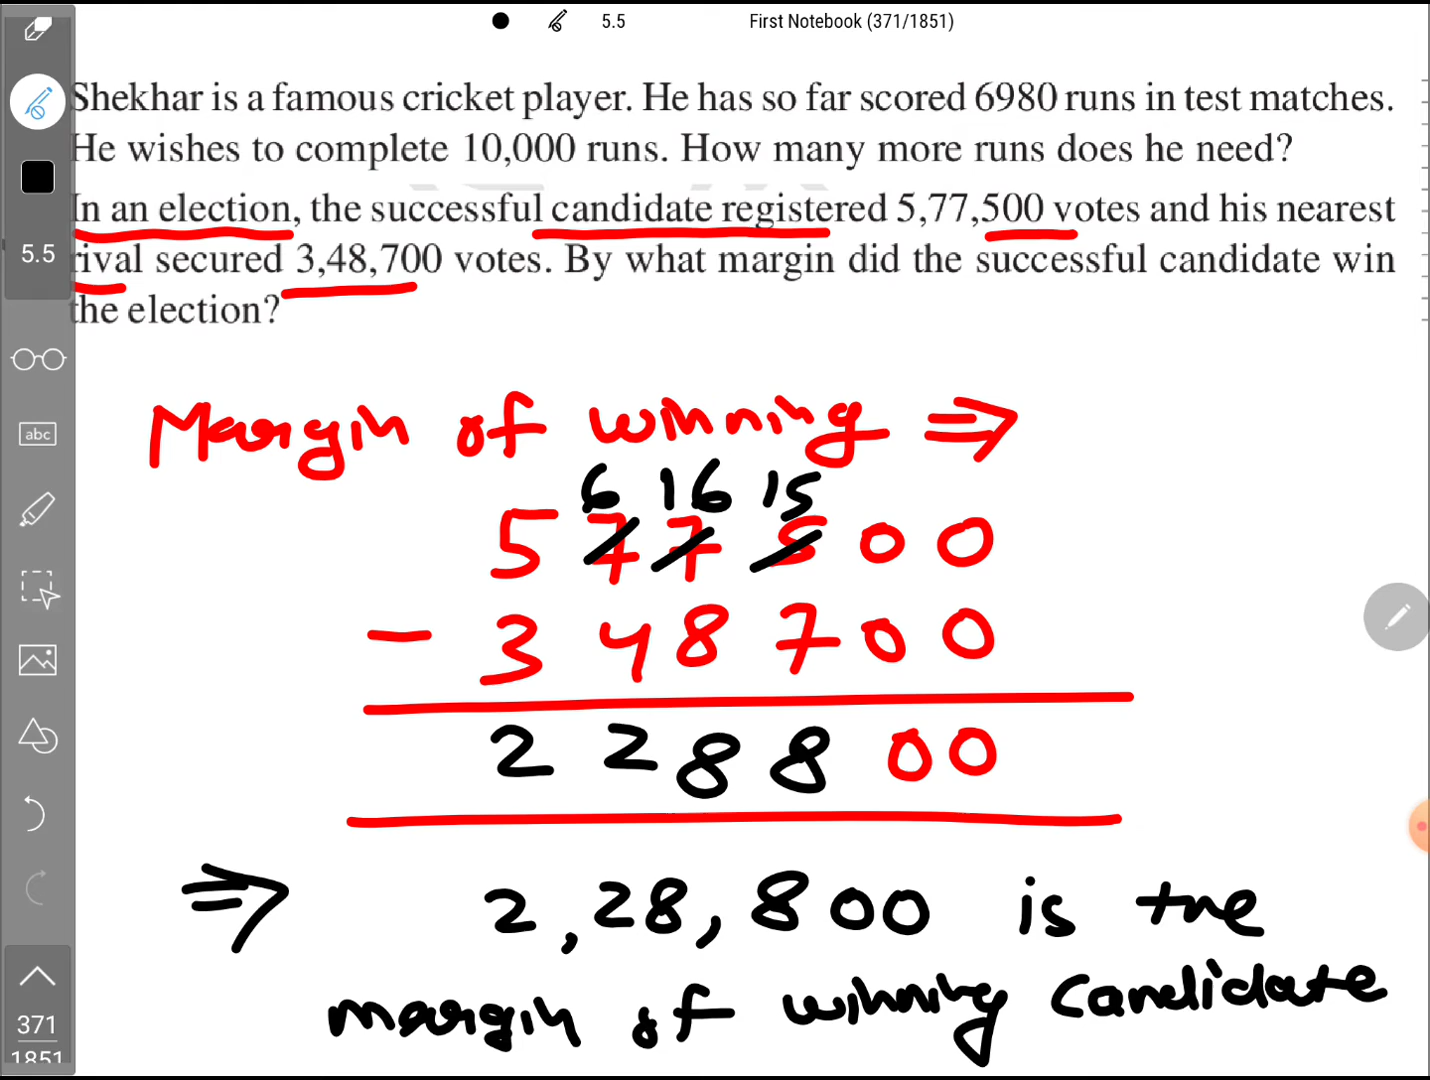 5.5 First Notebook (371/1851)
Shekhar is a famous cricket player. He has so far scored 6980 runs in test matches.
He wishes to complete 10,000 runs. How many more runs does he need?
In an election, the successful candidate registered 5,77,500 votes and his nearest
rival secured 3,48,700 votes. By what margin did the successful candidate win
the election?
5.5
abc
Margin of winning ⇒
6 16 15
5 7 7 5 0 0
- 3 4 8 7 0 0
2 2 8 8 0 0
⇒ 2,28,800 is the
margin of winning candidate
371
1851